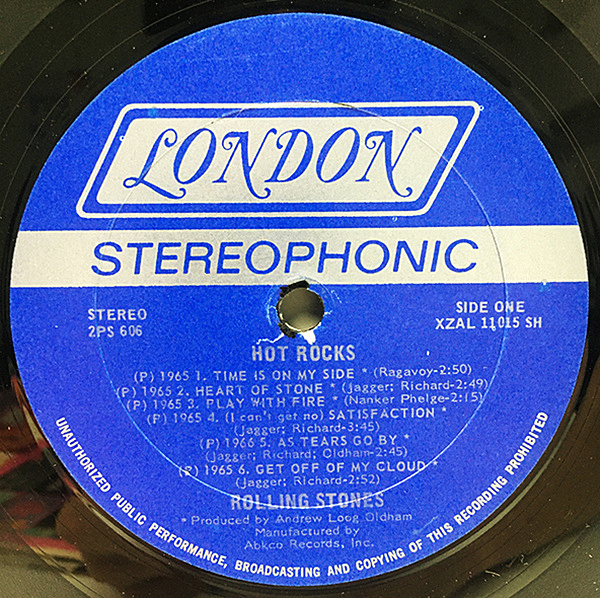 LONDON
STEREOPHONIC
STEREO
2PS 606
SIDE ONE
XZAL 11015 SH
HOT ROCKS
(P) 1965 1. TIME IS ON MY SIDE * (Ragavoy-2:50)
(P) 1965 2. HEART OF STONE * (Jagger; Richard-2:49)
(P) 1965 3. PLAY WITH FIRE * (Nanker Phelge-2:15)
(P) 1965 4. (I can't get no) SATISFACTION *
(Jagger; Richard-3:45)
(P) 1966 5. AS TEARS GO BY *
(Jagger; Richard; Oldham-2:45)
(P) 1965 6. GET OFF OF MY CLOUD *
(Jagger; Richard-2:52)
ROLLING STONES
* Produced by Andrew Loog Oldham
Manufactured by
Abkco Records, Inc.
UNAUTHORIZED PUBLIC PERFORMANCE, BROADCASTING AND COPYING OF THIS RECORDING PROHIBITED